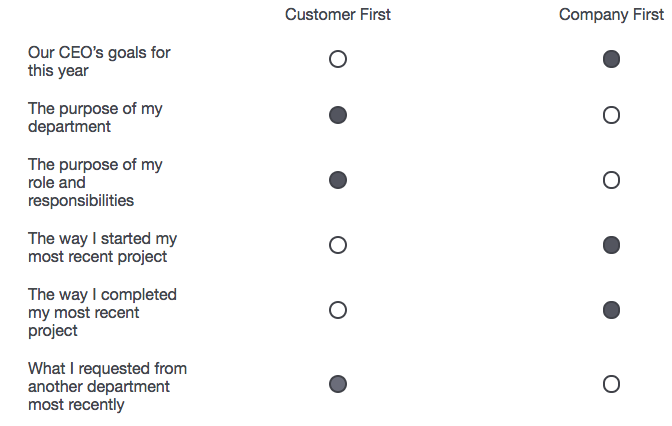 Customer First
Company First
Our CEO’s goals for
this year
The purpose of my
department
The purpose of my
role and
responsibilities
The way I started my
most recent project
The way I completed
my most recent
project
What I requested from
another department
most recently